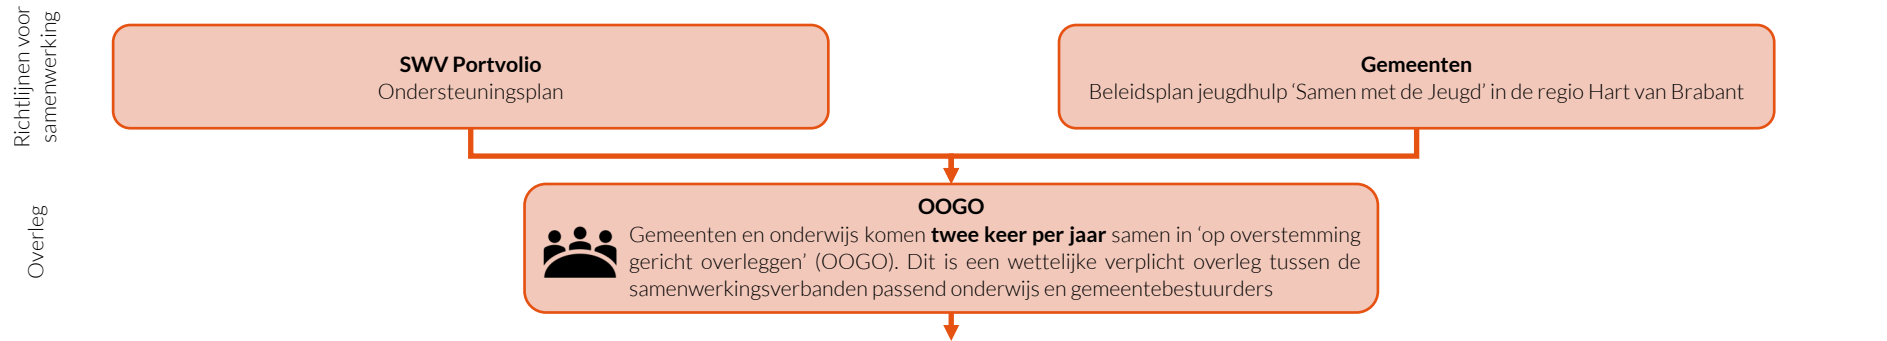 Richtlijnen voor
samenwerking
SWV Portvolio
Ondersteuningsplan
Gemeenten
Beleidsplan jeugdhulp ‘Samen met de Jeugd’ in de regio Hart van Brabant
Overleg
OOGO
Gemeenten en onderwijs komen twee keer per jaar samen in ‘op overstemming
gericht overleggen’ (OOGO). Dit is een wettelijke verplicht overleg tussen de
samenwerkingsverbanden passend onderwijs en gemeentebestuurders